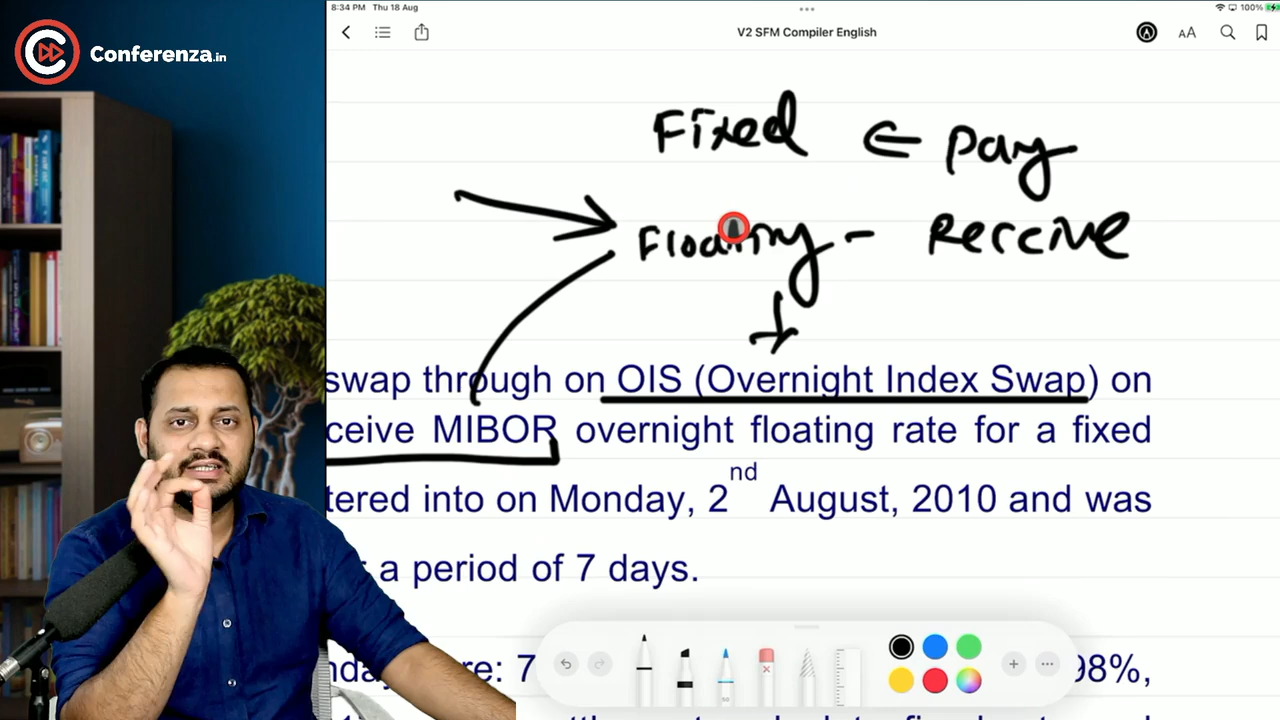 8:34 PM Thu 18 Aug
100%
Conferenza.in
V2 SFM Compiler English
AA
Fixed ← pay
Floating - Receive
swap through on OIS (Overnight Index Swap) on
ceive MIBOR overnight floating rate for a fixed
tered into on Monday, 2nd August, 2010 and was
a period of 7 days.
re: 7
98%,